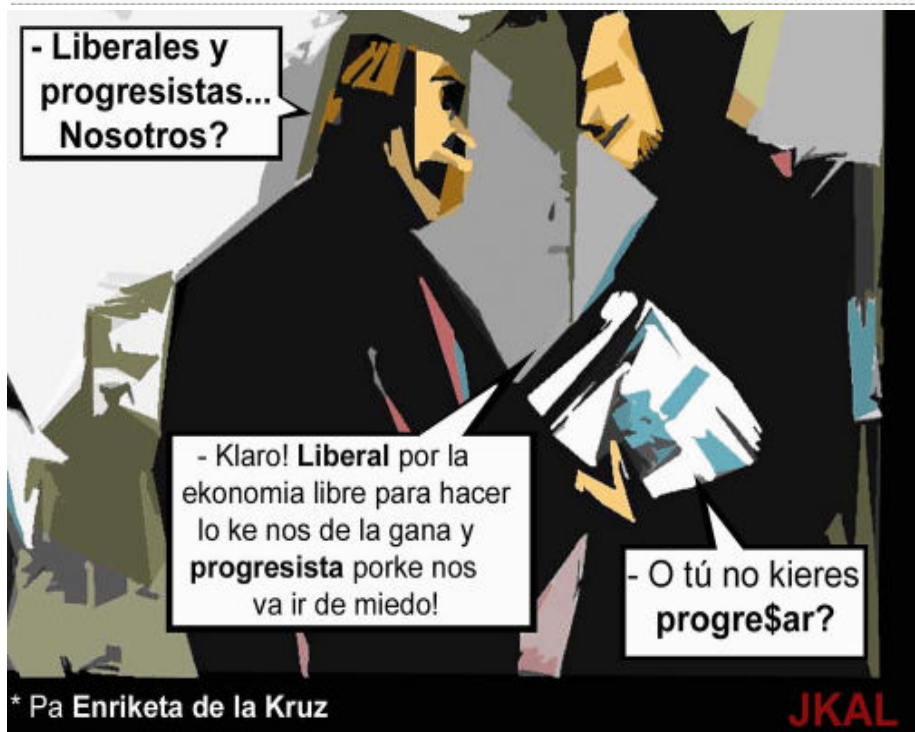 - Liberales y
progresistas...
Nosotros?
- Klaro! Liberal por la
ekonomia libre para hacer
lo ke nos de la gana y
progresista porke nos
va ir de miedo!
- O tú no kieres
progre$ar?
* Pa Enriketa de la Kruz
JKAL